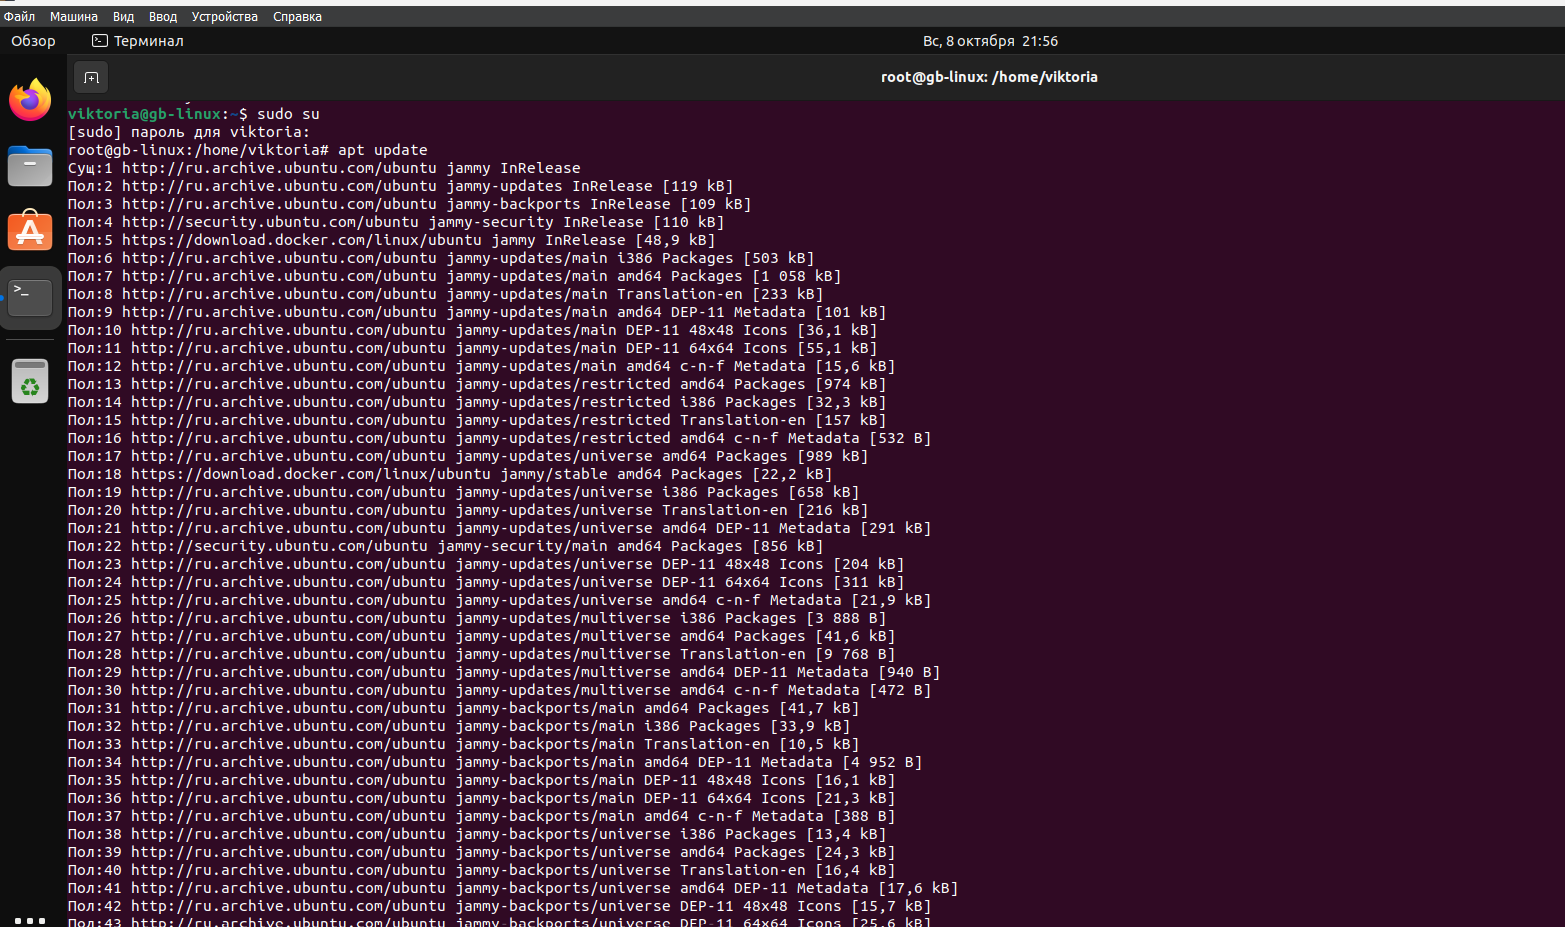 Файл Машина Вид Ввод Устройства Справка
Обзор Терминал Вс, 8 октября 21:56
root@gb-linux: /home/viktoria
viktoria@gb-linux:~$ sudo su
[sudo] пароль для viktoria:
root@gb-linux:/home/viktoria# apt update
Сущ:1 http://ru.archive.ubuntu.com/ubuntu jammy InRelease
Пол:2 http://ru.archive.ubuntu.com/ubuntu jammy-updates InRelease [119 kB]
Пол:3 http://ru.archive.ubuntu.com/ubuntu jammy-backports InRelease [109 kB]
Пол:4 http://security.ubuntu.com/ubuntu jammy-security InRelease [110 kB]
Пол:5 https://download.docker.com/linux/ubuntu jammy InRelease [48,9 kB]
Пол:6 http://ru.archive.ubuntu.com/ubuntu jammy-updates/main i386 Packages [503 kB]
Пол:7 http://ru.archive.ubuntu.com/ubuntu jammy-updates/main amd64 Packages [1 058 kB]
Пол:8 http://ru.archive.ubuntu.com/ubuntu jammy-updates/main Translation-en [233 kB]
Пол:9 http://ru.archive.ubuntu.com/ubuntu jammy-updates/main amd64 DEP-11 Metadata [101 kB]
Пол:10 http://ru.archive.ubuntu.com/ubuntu jammy-updates/main DEP-11 48x48 Icons [36,1 kB]
Пол:11 http://ru.archive.ubuntu.com/ubuntu jammy-updates/main DEP-11 64x64 Icons [55,1 kB]
Пол:12 http://ru.archive.ubuntu.com/ubuntu jammy-updates/main amd64 c-n-f Metadata [15,6 kB]
Пол:13 http://ru.archive.ubuntu.com/ubuntu jammy-updates/restricted amd64 Packages [974 kB]
Пол:14 http://ru.archive.ubuntu.com/ubuntu jammy-updates/restricted i386 Packages [32,3 kB]
Пол:15 http://ru.archive.ubuntu.com/ubuntu jammy-updates/restricted Translation-en [157 kB]
Пол:16 http://ru.archive.ubuntu.com/ubuntu jammy-updates/restricted amd64 c-n-f Metadata [532 B]
Пол:17 http://ru.archive.ubuntu.com/ubuntu jammy-updates/universe amd64 Packages [989 kB]
Пол:18 https://download.docker.com/linux/ubuntu jammy/stable amd64 Packages [22,2 kB]
Пол:19 http://ru.archive.ubuntu.com/ubuntu jammy-updates/universe i386 Packages [658 kB]
Пол:20 http://ru.archive.ubuntu.com/ubuntu jammy-updates/universe Translation-en [216 kB]
Пол:21 http://ru.archive.ubuntu.com/ubuntu jammy-updates/universe amd64 DEP-11 Metadata [291 kB]
Пол:22 http://security.ubuntu.com/ubuntu jammy-security/main amd64 Packages [856 kB]
Пол:23 http://ru.archive.ubuntu.com/ubuntu jammy-updates/universe DEP-11 48x48 Icons [204 kB]
Пол:24 http://ru.archive.ubuntu.com/ubuntu jammy-updates/universe DEP-11 64x64 Icons [311 kB]
Пол:25 http://ru.archive.ubuntu.com/ubuntu jammy-updates/universe amd64 c-n-f Metadata [21,9 kB]
Пол:26 http://ru.archive.ubuntu.com/ubuntu jammy-updates/multiverse i386 Packages [3 888 B]
Пол:27 http://ru.archive.ubuntu.com/ubuntu jammy-updates/multiverse amd64 Packages [41,6 kB]
Пол:28 http://ru.archive.ubuntu.com/ubuntu jammy-updates/multiverse Translation-en [9 768 B]
Пол:29 http://ru.archive.ubuntu.com/ubuntu jammy-updates/multiverse amd64 DEP-11 Metadata [940 B]
Пол:30 http://ru.archive.ubuntu.com/ubuntu jammy-updates/multiverse amd64 c-n-f Metadata [472 B]
Пол:31 http://ru.archive.ubuntu.com/ubuntu jammy-backports/main amd64 Packages [41,7 kB]
Пол:32 http://ru.archive.ubuntu.com/ubuntu jammy-backports/main i386 Packages [33,9 kB]
Пол:33 http://ru.archive.ubuntu.com/ubuntu jammy-backports/main Translation-en [10,5 kB]
Пол:34 http://ru.archive.ubuntu.com/ubuntu jammy-backports/main amd64 DEP-11 Metadata [4 952 B]
Пол:35 http://ru.archive.ubuntu.com/ubuntu jammy-backports/main DEP-11 48x48 Icons [16,1 kB]
Пол:36 http://ru.archive.ubuntu.com/ubuntu jammy-backports/main DEP-11 64x64 Icons [21,3 kB]
Пол:37 http://ru.archive.ubuntu.com/ubuntu jammy-backports/main amd64 c-n-f Metadata [388 B]
Пол:38 http://ru.archive.ubuntu.com/ubuntu jammy-backports/universe i386 Packages [13,4 kB]
Пол:39 http://ru.archive.ubuntu.com/ubuntu jammy-backports/universe amd64 Packages [24,3 kB]
Пол:40 http://ru.archive.ubuntu.com/ubuntu jammy-backports/universe Translation-en [16,4 kB]
Пол:41 http://ru.archive.ubuntu.com/ubuntu jammy-backports/universe amd64 DEP-11 Metadata [17,6 kB]
Пол:42 http://ru.archive.ubuntu.com/ubuntu jammy-backports/universe DEP-11 48x48 Icons [15,7 kB]
Пол:43 http://ru.archive.ubuntu.com/ubuntu jammy-backports/universe DEP-11 64x64 Icons [25,6 kB]